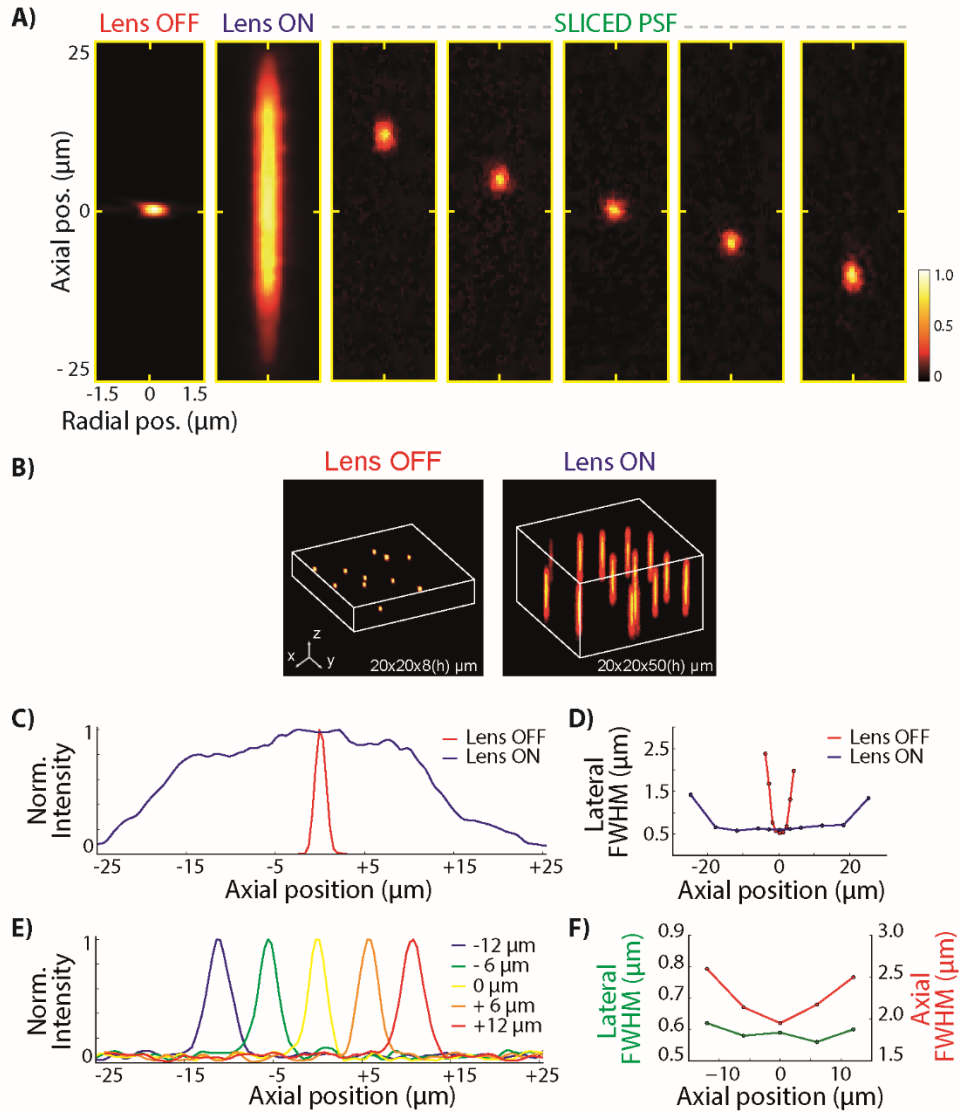 A)
Lens OFF
Lens ON
SLICED PSF
25
0
- 25
Axial pos. (µm)
-1.5 0 1.5
Radial pos. (µm)
1.0
0.5
0
B)
Lens OFF
Lens ON
z
x
y
20x20x8(h) µm
20x20x50(h) µm
C)
1
0
Norm.
Intensity
Lens OFF
Lens ON
-25 -15 -5 +5 +15 +25
Axial position (µm)
D)
2.5
1.5
0.5
Lateral
FWHM (µm)
Lens OFF
Lens ON
-20 0 20
Axial position (µm)
E)
1
0
Norm.
Intensity
-12 µm
- 6 µm
0 µm
+ 6 µm
+12 µm
-25 -15 -5 +5 +15 +25
Axial position (µm)
F)
0.9
0.8
0.7
0.6
0.5
Lateral
FWHM (µm)
3.0
2.5
2.0
1.5
Axial
FWHM (µm)
-10 0 10
Axial position (µm)